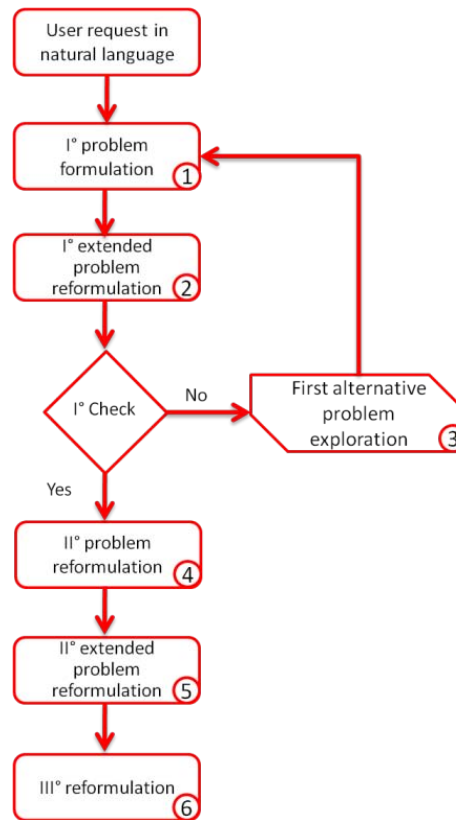 User request in
natural language
I° problem
formulation
1
I° extended
problem
reformulation
2
I° Check
No
First alternative
problem
exploration
3
Yes
II° problem
reformulation
4
II° extended
problem
reformulation
5
III° reformulation
6